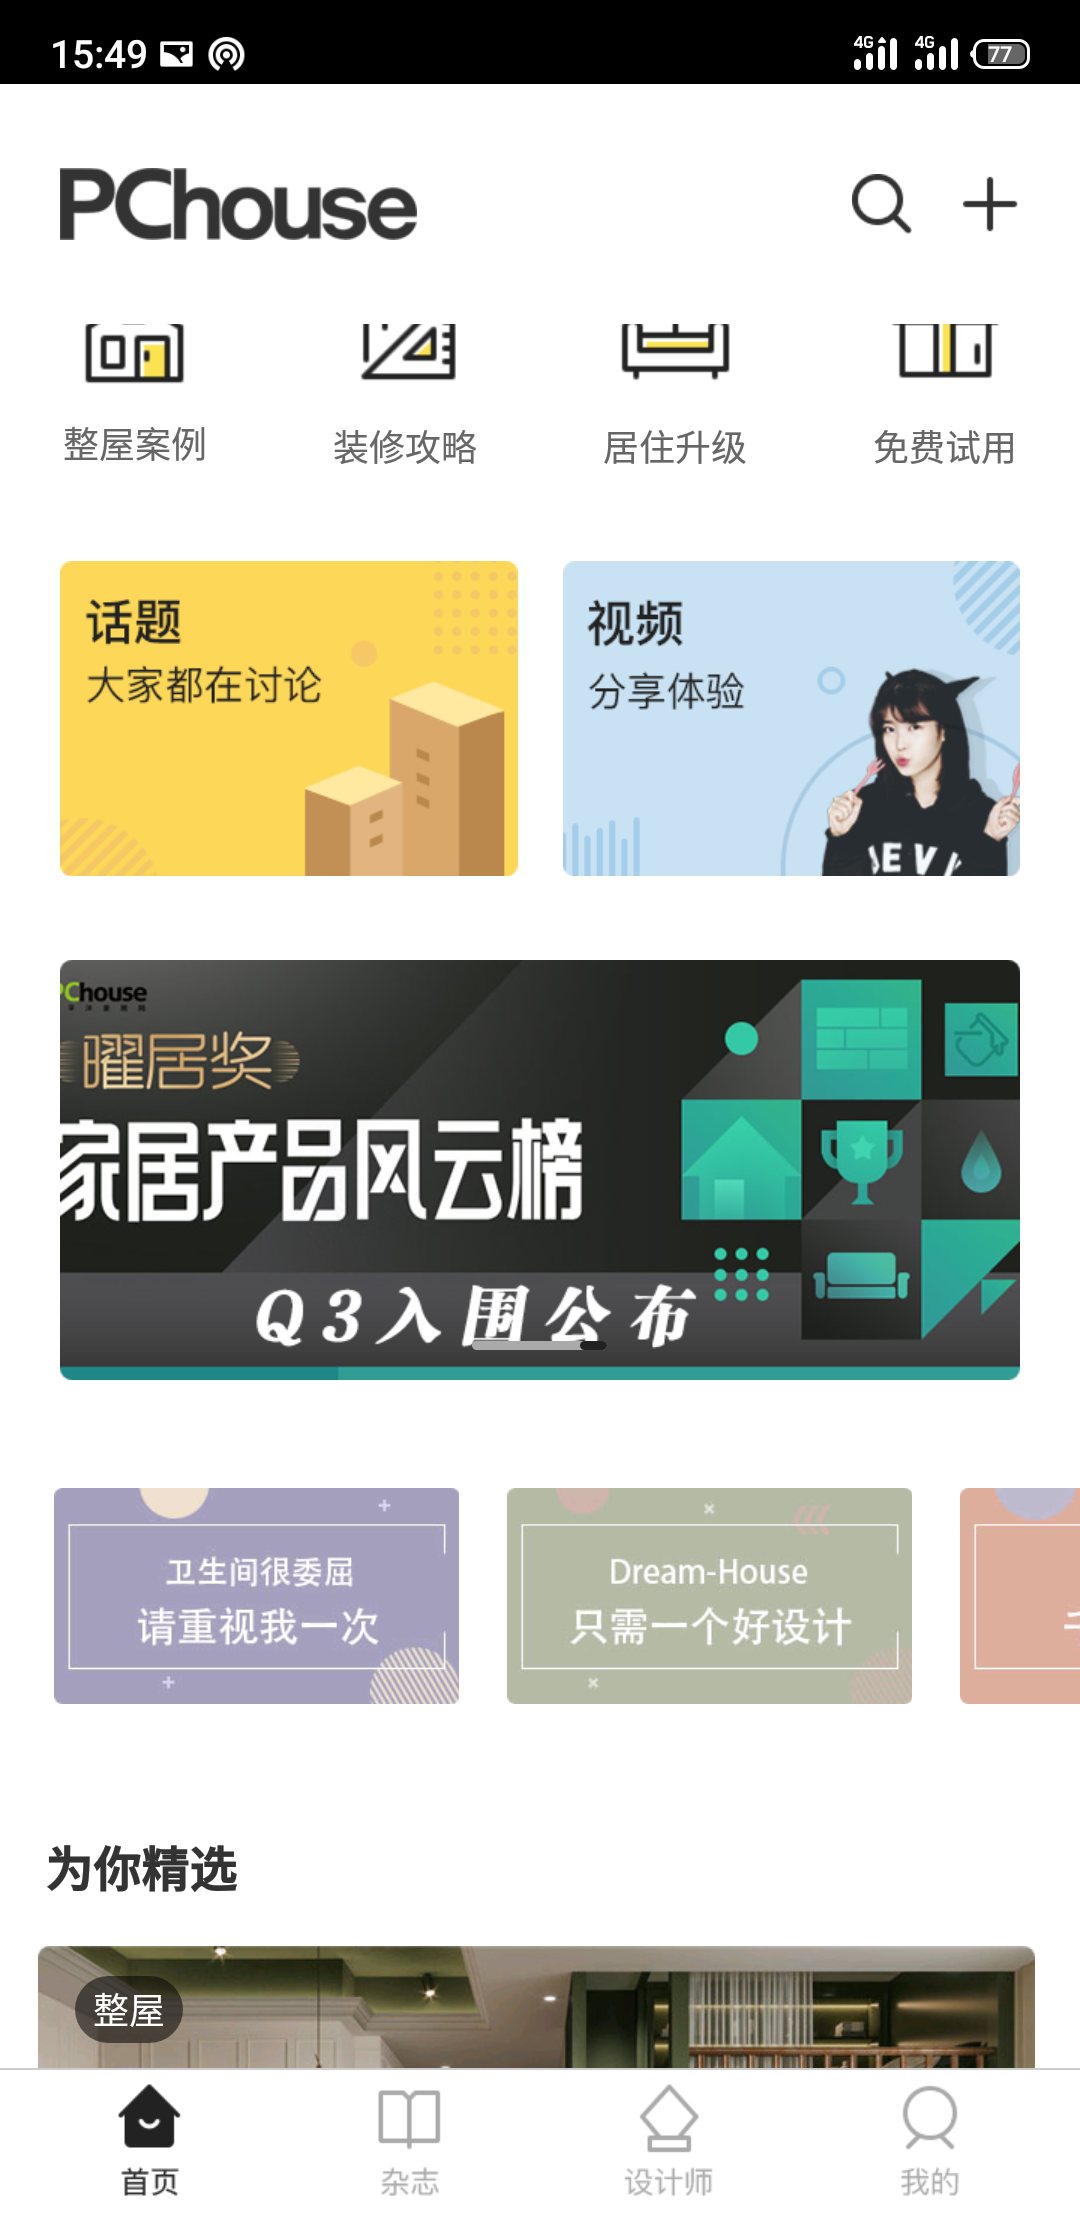 15:49
4G
4G
77
PChouse
整屋案例
装修攻略
居住升级
免费试用
话题
大家都在讨论
视频
分享体验
PChouse
曜居奖
家居产品风云榜
Q3入围公布
卫生间很委屈
请重视我一次
Dream-House
只需一个好设计
为你精选
整屋
首页
杂志
设计师
我的